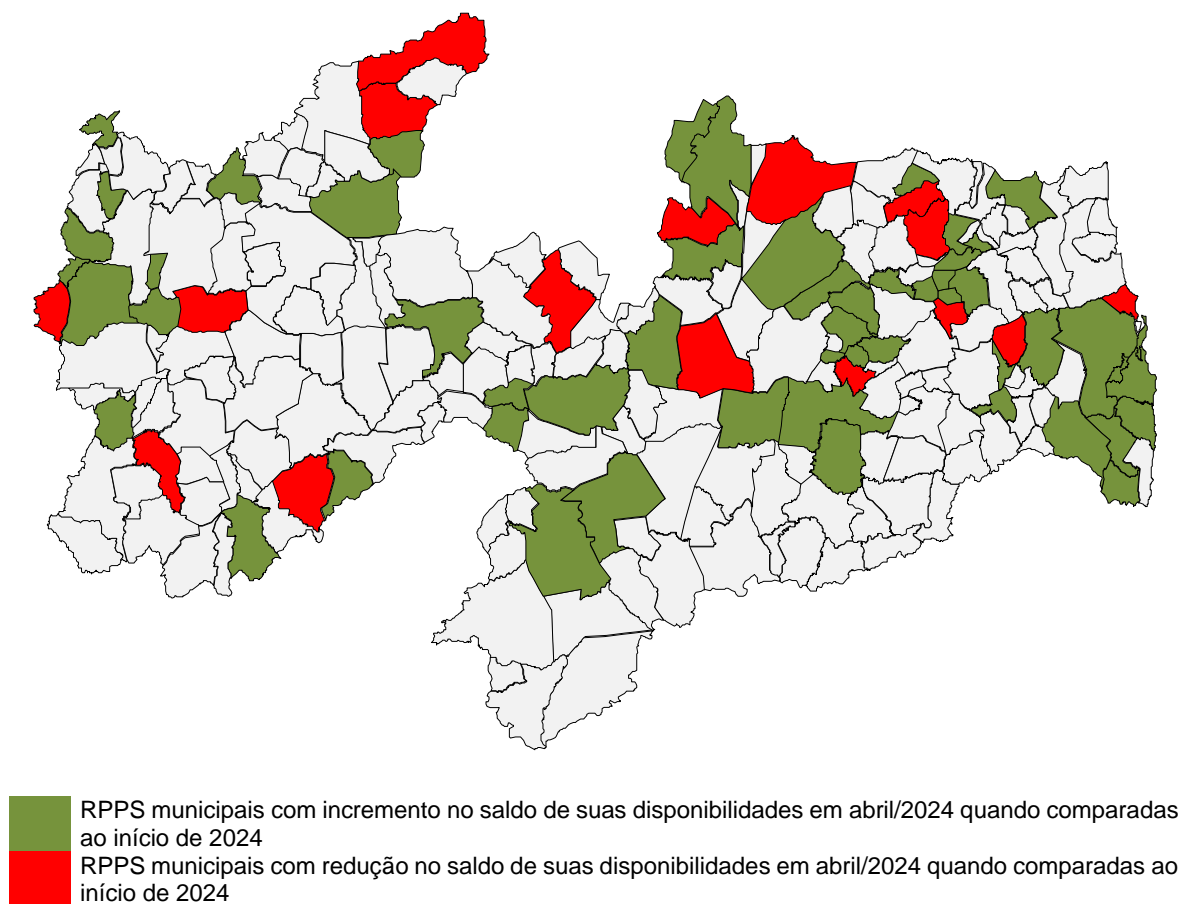 RPPS municipais com incremento no saldo de suas disponibilidades em abril/2024 quando comparadas
ao início de 2024
RPPS municipais com redução no saldo de suas disponibilidades em abril/2024 quando comparadas ao
início de 2024